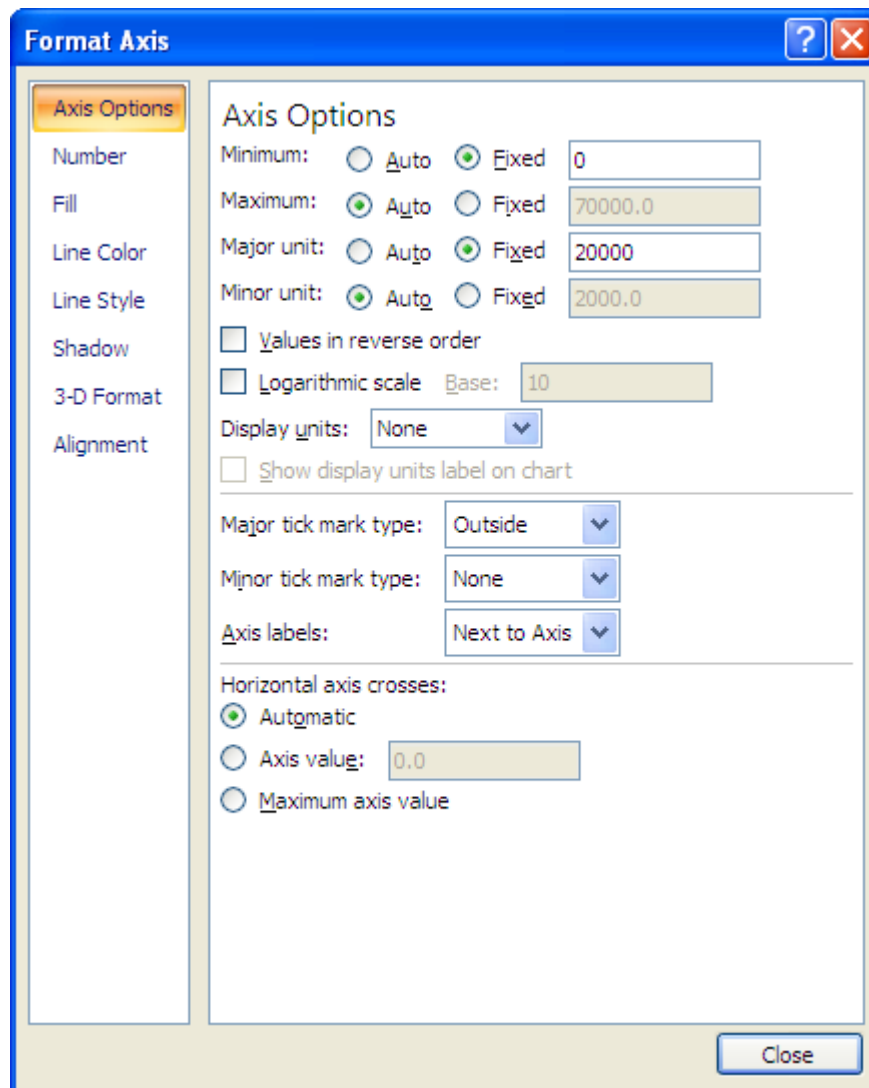 Format Axis
Axis Options
Number
Fill
Line Color
Line Style
Shadow
3-D Format
Alignment
Axis Options
Minimum: Auto Fixed 0
Maximum: Auto Fixed 70000.0
Major unit: Auto Fixed 20000
Minor unit: Auto Fixed 2000.0
Values in reverse order
Logarithmic scale Base: 10
Display units: None
Show display units label on chart
Major tick mark type: Outside
Minor tick mark type: None
Axis labels: Next to Axis
Horizontal axis crosses:
Automatic
Axis value: 0.0
Maximum axis value
Close